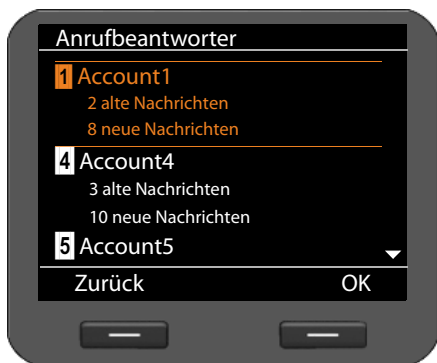 Anrufbeantworter
1 Account1
2 alte Nachrichten
8 neue Nachrichten
4 Account4
3 alte Nachrichten
10 neue Nachrichten
5 Account5
Zurück OK